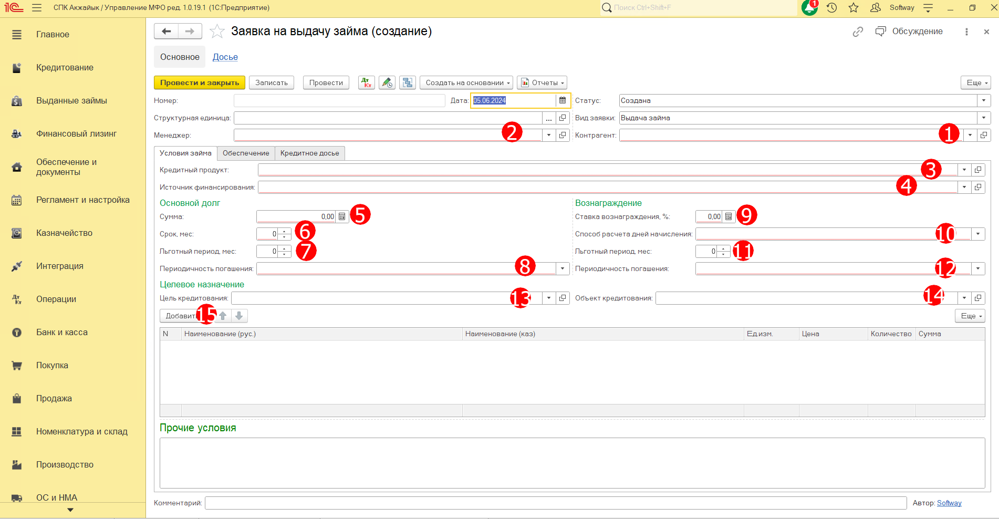 1С СПК Акжайык / Управление МФО ред. 1.0.19.1 (1С:Предприятие) Поиск Ctrl+Shift+F 1 Softway
Главное
Кредитование
Выданные займы
Финансовый лизинг
Обеспечение и
документы
Регламент и настройка
Казначейство
Интеграция
Дт Кт Операции
Банк и касса
Покупка
Продажа
Номенклатура и склад
Производство
ОС и НМА
Заявка на выдачу займа (создание) Обсуждение
Основное Досье
Провести и закрыть Записать Провести Дт Кт Создать на основании Отчеты Еще
Номер: Дата: 05.06.2024 Статус: Создана
Структурная единица: ... Вид заявки: Выдача займа
Менеджер: 2 Контрагент: 1
Условия займа Обеспечение Кредитное досье
Кредитный продукт: 3
Источник финансирования: 4
Основной долг Вознаграждение
Сумма: 0,00 5 Ставка вознаграждения, %: 0,00 9
Срок, мес: 0 6 Способ расчета дней начисления: 10
Льготный период, мес: 0 7 Льготный период, мес: 0 11
Периодичность погашения: 8 Периодичность погашения: 12
Целевое назначение
Цель кредитования: 13 Объект кредитования: 14
Добавить 15 Еще
N Наименование (рус.) Наименование (каз) Ед.изм. Цена Количество Сумма
Прочие условия
Комментарий: Автор: Softway